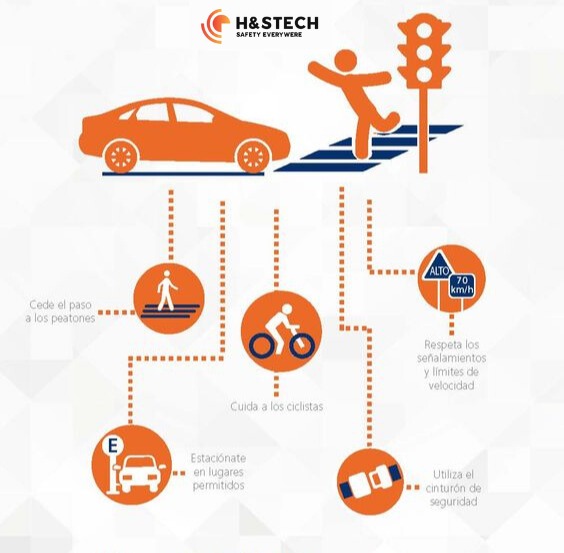 H&STECH
SAFETY EVERYWERE
ALTO
70
km/h
Cede el paso
a los peatones
Respeta los
señalamientos
y límites de
velocidad
Cuida a los ciclistas
E
Estaciónate
en lugares
permitidos
Utiliza el
cinturón de
seguridad